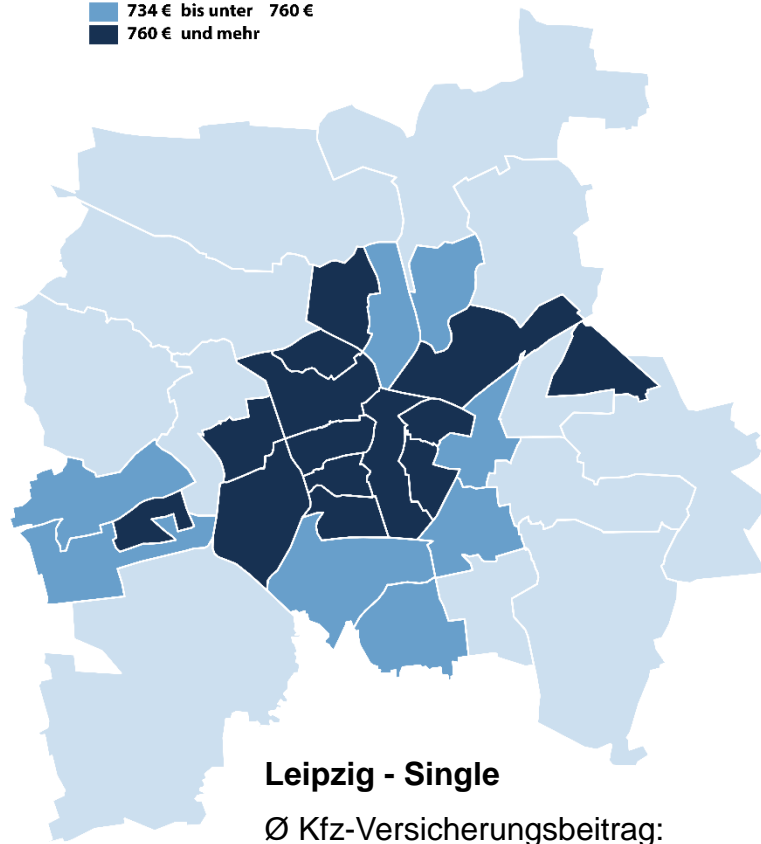 734 € bis unter 760 €
760 € und mehr
Leipzig - Single
Ø Kfz-Versicherungsbeitrag: